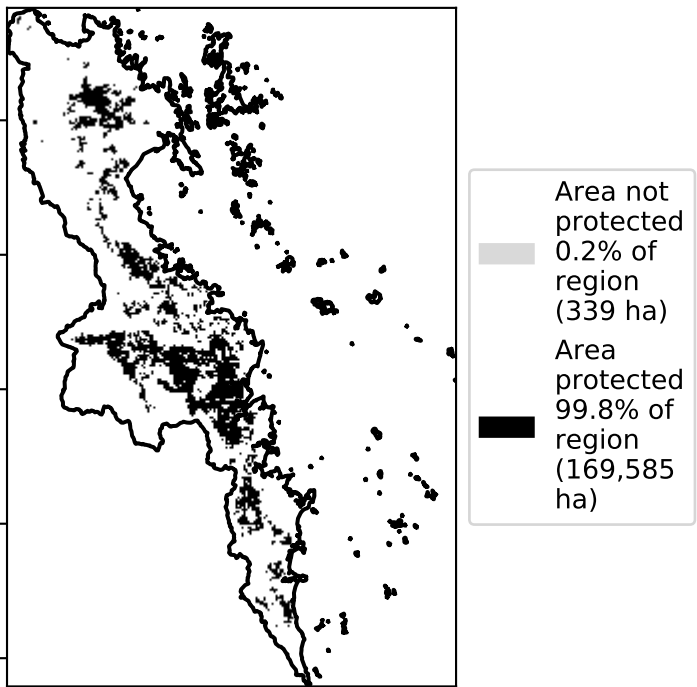 Area not
protected
0.2% of
region
(339 ha)
Area
protected
99.8% of
region
(169,585
ha)